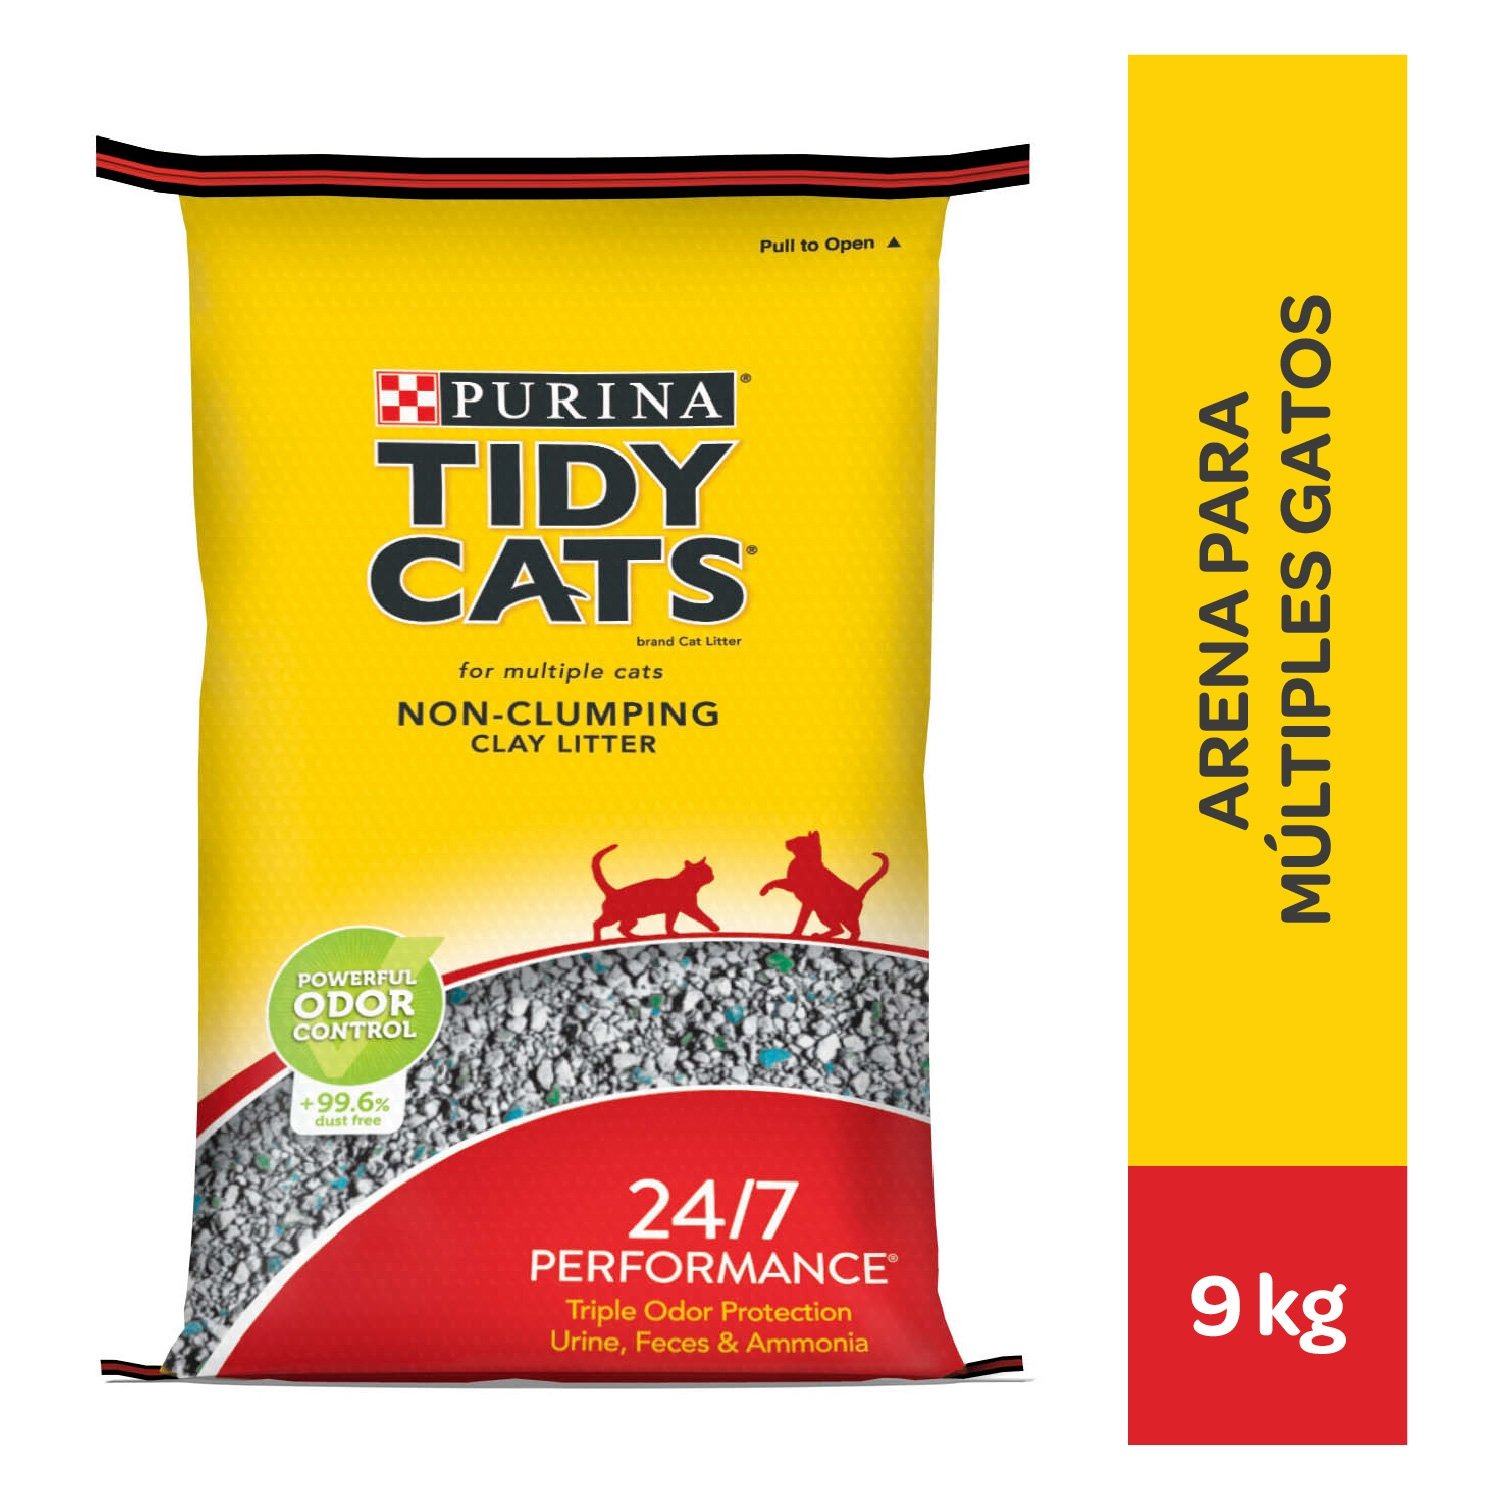 Pull to Open ▲
PURINA®
TIDY
CATS®
brand Cat Litter
for multiple cats
NON-CLUMPING
CLAY LITTER
POWERFUL
ODOR
CONTROL
+99.6%
dust free
24/7
PERFORMANCE®
Triple Odor Protection
Urine, Feces & Ammonia
ARENA PARA
MÚLTIPLES GATOS
9 kg